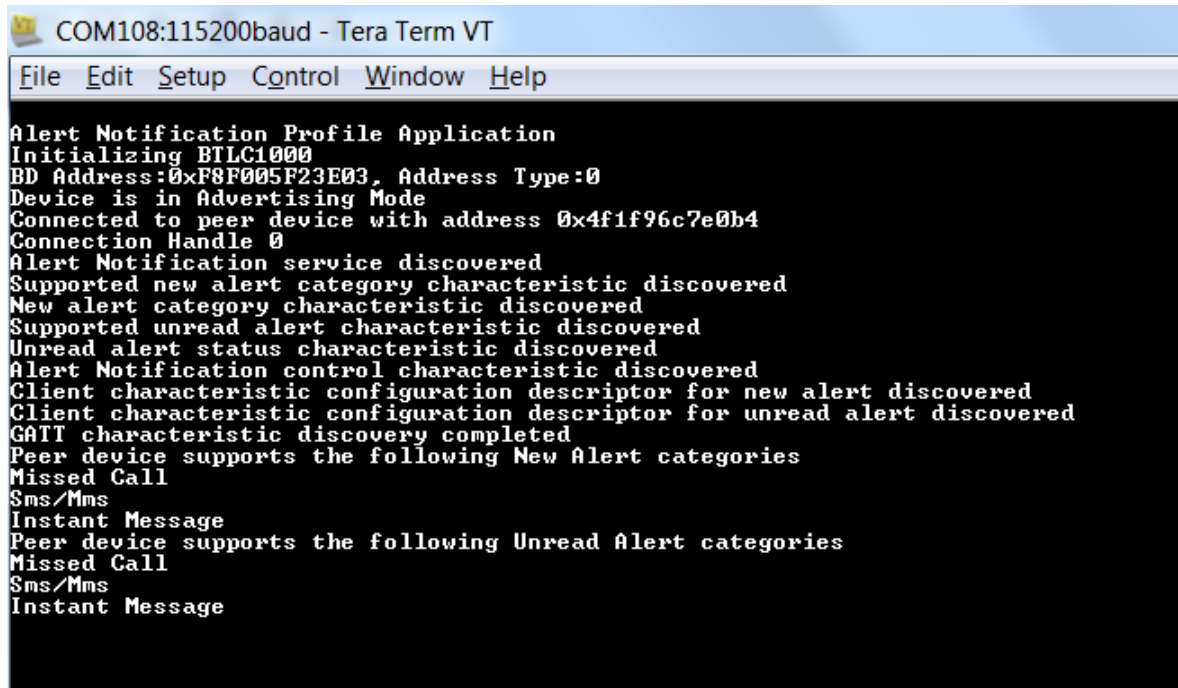 COM108:115200baud - Tera Term VT
File Edit Setup Control Window Help
Alert Notification Profile Application
Initializing BTLC1000
BD Address:0xF8F005F23E03, Address Type:0
Device is in Advertising Mode
Connected to peer device with address 0x4f1f96c7e0b4
Connection Handle 0
Alert Notification service discovered
Supported new alert category characteristic discovered
New alert category characteristic discovered
Supported unread alert characteristic discovered
Unread alert status characteristic discovered
Alert Notification control characteristic discovered
Client characteristic configuration descriptor for new alert discovered
Client characteristic configuration descriptor for unread alert discovered
GATT characteristic discovery completed
Peer device supports the following New Alert categories
Missed Call
Sms/Mms
Instant Message
Peer device supports the following Unread Alert categories
Missed Call
Sms/Mms
Instant Message